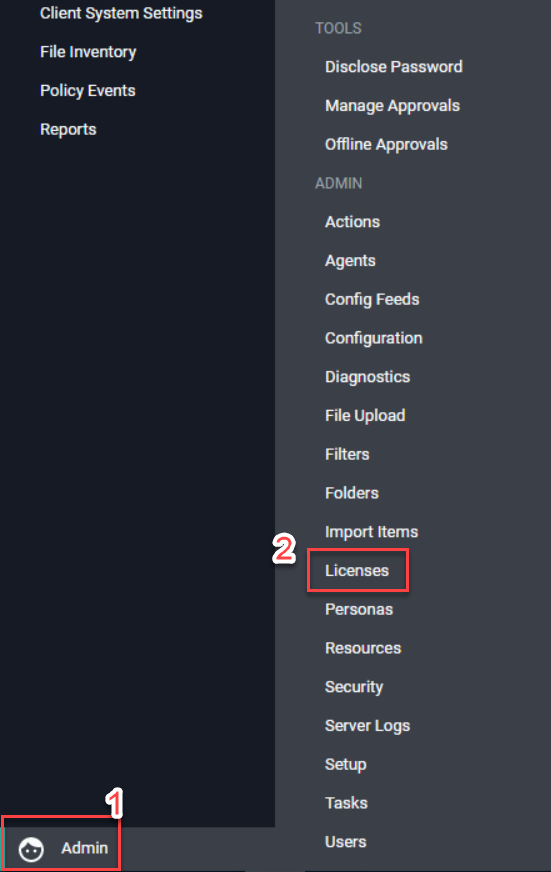 Client System Settings
File Inventory
Policy Events
Reports
1
Admin
TOOLS
Disclose Password
Manage Approvals
Offline Approvals
ADMIN
Actions
Agents
Config Feeds
Configuration
Diagnostics
File Upload
Filters
Folders
Import Items
2
Licenses
Personas
Resources
Security
Server Logs
Setup
Tasks
Users